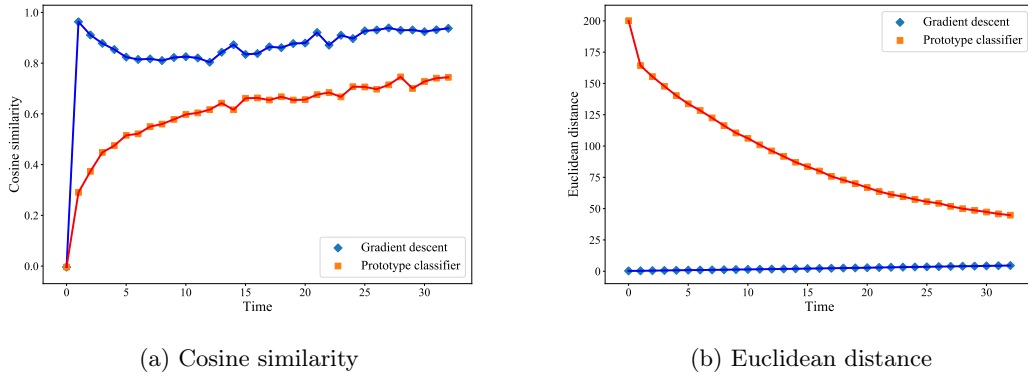 1.0
0.8
0.6
0.4
0.2
0.0
Cosine similarity
0
5
10
15
20
25
30
Time
Gradient descent
Prototype classifier
(a) Cosine similarity
200
175
150
125
100
75
50
25
0
Euclidean distance
0
5
10
15
20
25
30
Time
Gradient descent
Prototype classifier
(b) Euclidean distance